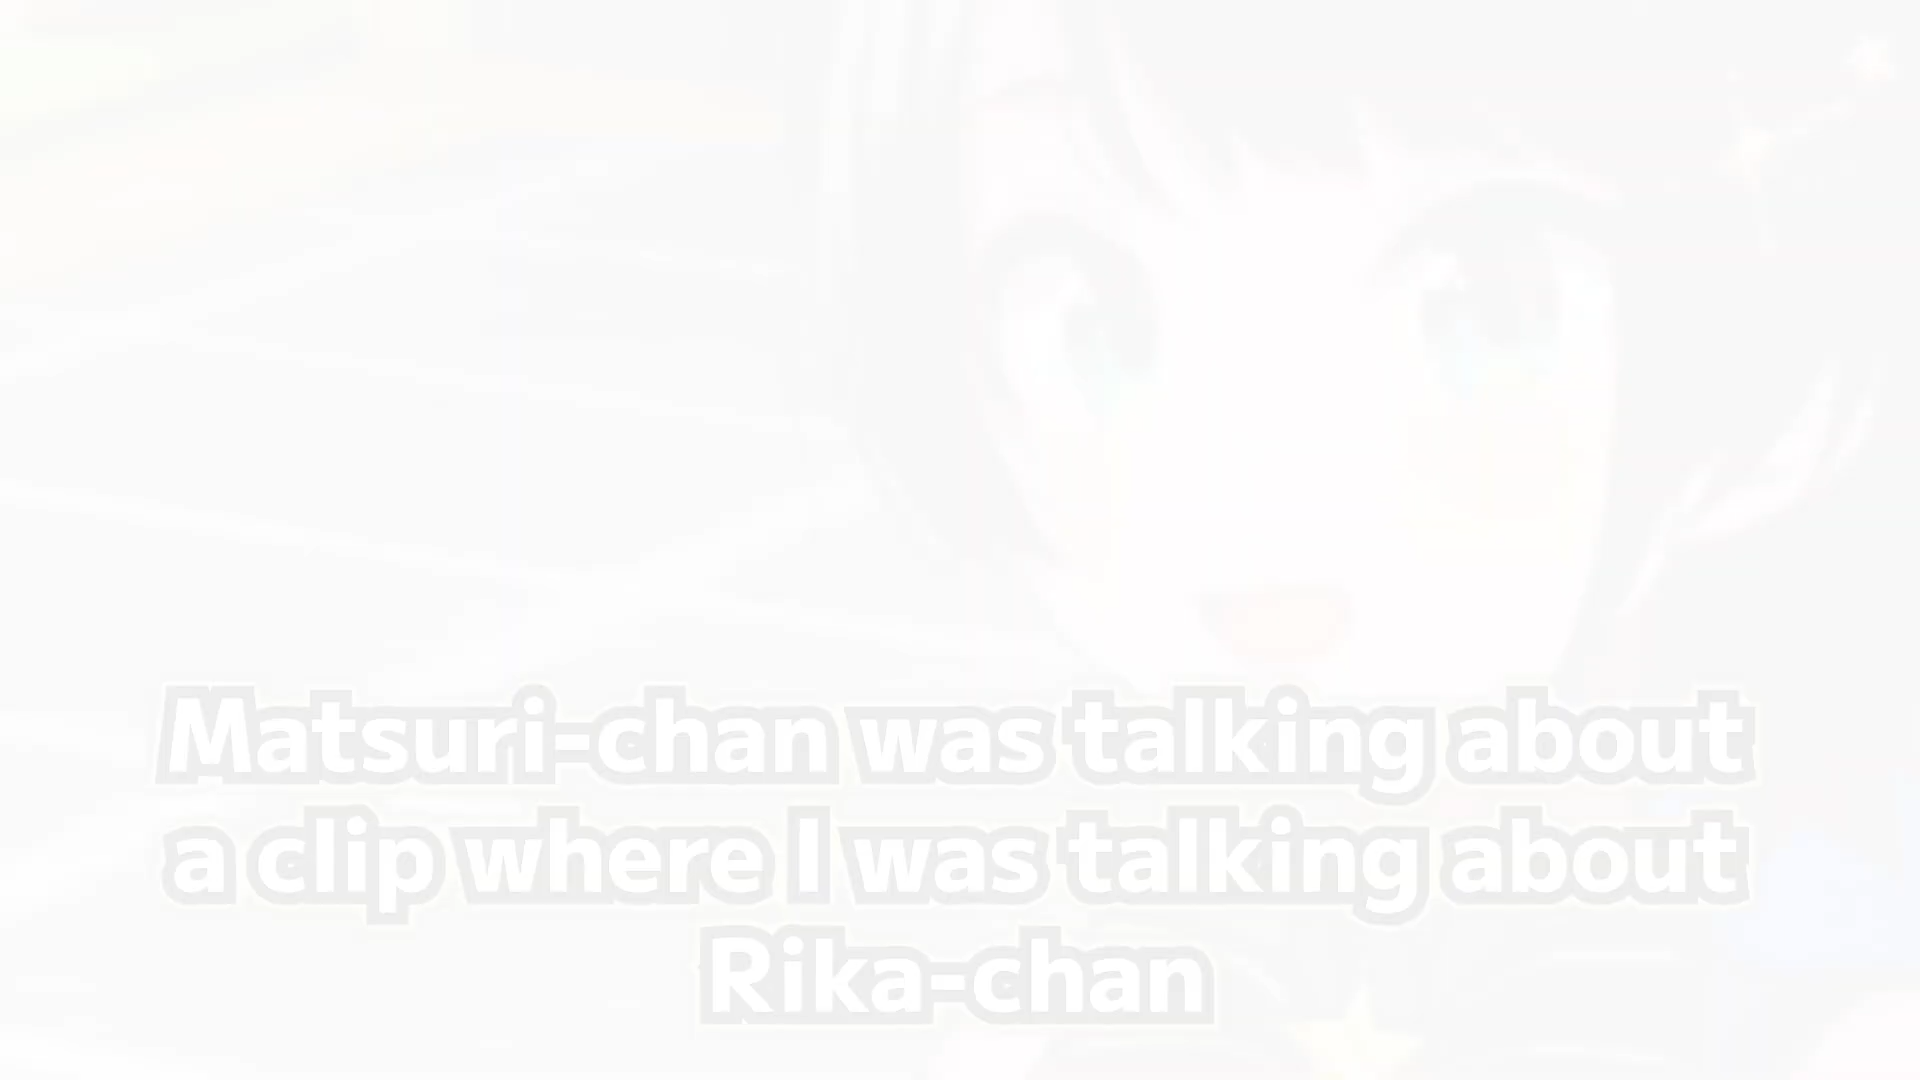 Matsuri-chan was talking about
a clip where I was talking about
Rika-chan